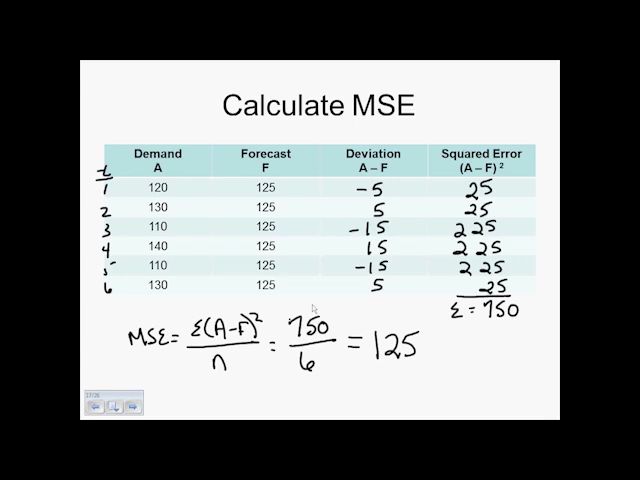 Calculate MSE
Demand Forecast Deviation Squared Error
t A F A – F (A – F) ²
1 120 125 -5 25
2 130 125 5 25
3 110 125 -15 225
4 140 125 15 225
5 110 125 -15 225
6 130 125 5 25
Σ = 750
MSE = Σ(A-F)² / n = 750 / 6 = 125
17/26